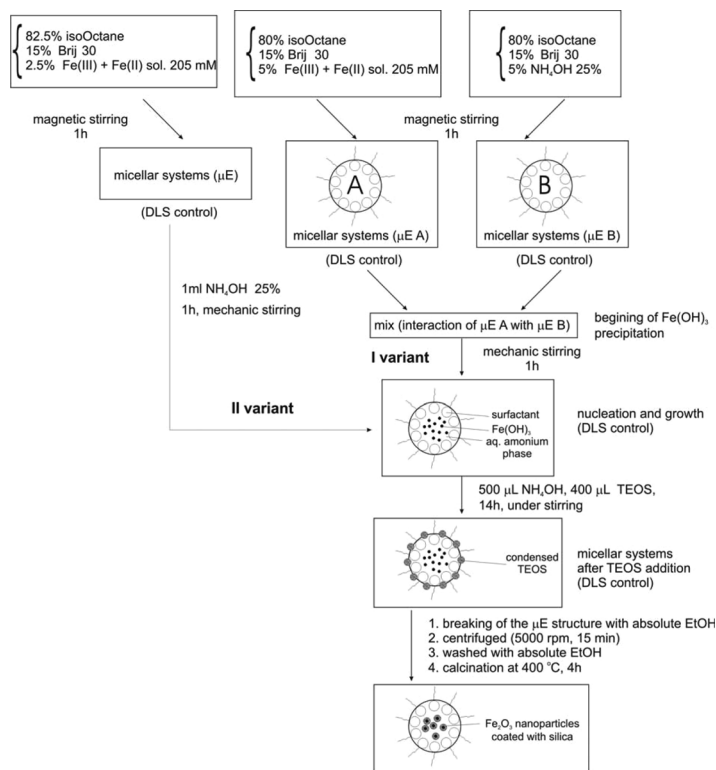 82.5% isoOctane
15%  Brij 30
2.5%  Fe(III) + Fe(II) sol. 205 mM
80% isoOctane
15% Brij 30
5% Fe(III) + Fe(II) sol. 205 mM
80% isoOctane
15% Brij 30
5% NH₄OH 25%
magnetic stirring
1h
magnetic stirring
1h
micellar systems (µE)
(DLS control)
A
micellar systems (µE A)
(DLS control)
B
micellar systems (µE B)
(DLS control)
1ml NH₄OH  25%
1h, mechanic stirring
mix (interaction of µE A with µE B)
begining of Fe(OH)₃
precipitation
I variant
mechanic stirring
1h
II variant
surfactant
Fe(OH)₃
aq. amonium
phase
nucleation and growth
(DLS control)
500 µL NH₄OH, 400 µL  TEOS,
14h, under stirring
condensed
TEOS
micellar systems
after TEOS addition
(DLS control)
1. breaking of the µE structure with absolute EtOH
2. centrifuged (5000 rpm, 15 min)
3. washed with absolute EtOH
4. calcination at 400 °C, 4h
Fe₂O₃ nanoparticles
coated with silica